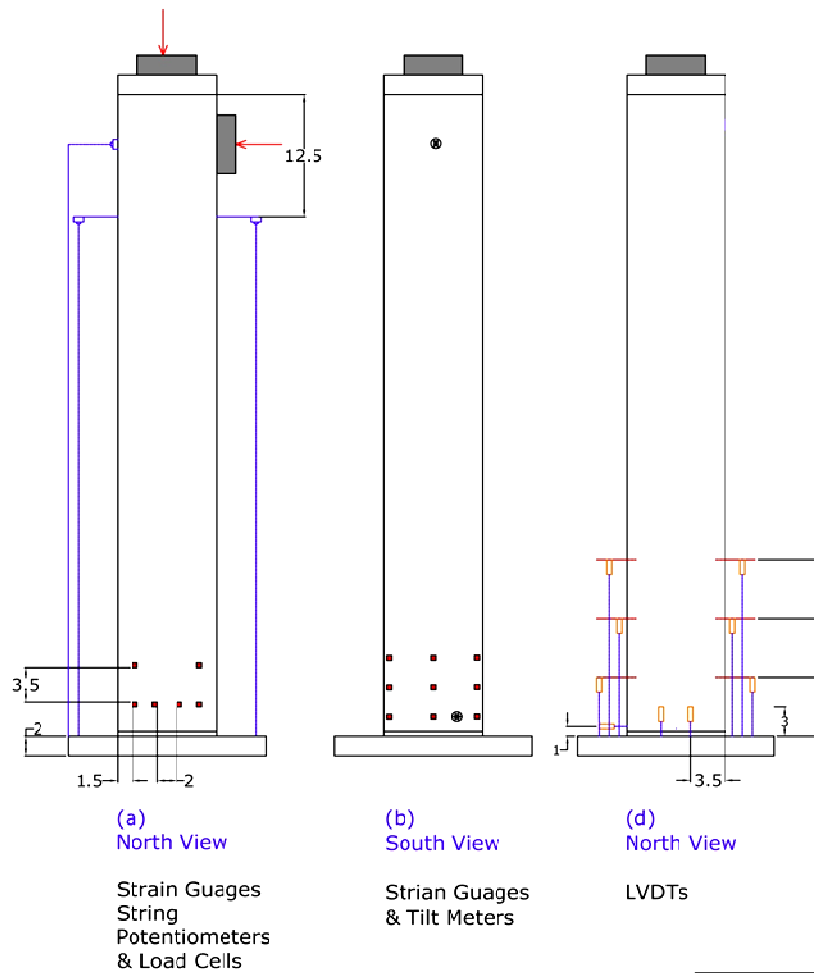 12.5
3.5
2
1.5
2
1
3
3.5
(a)
North View
Strain Guages
String
Potentiometers
& Load Cells
(b)
South View
Strian Guages
& Tilt Meters
(d)
North View
LVDTs